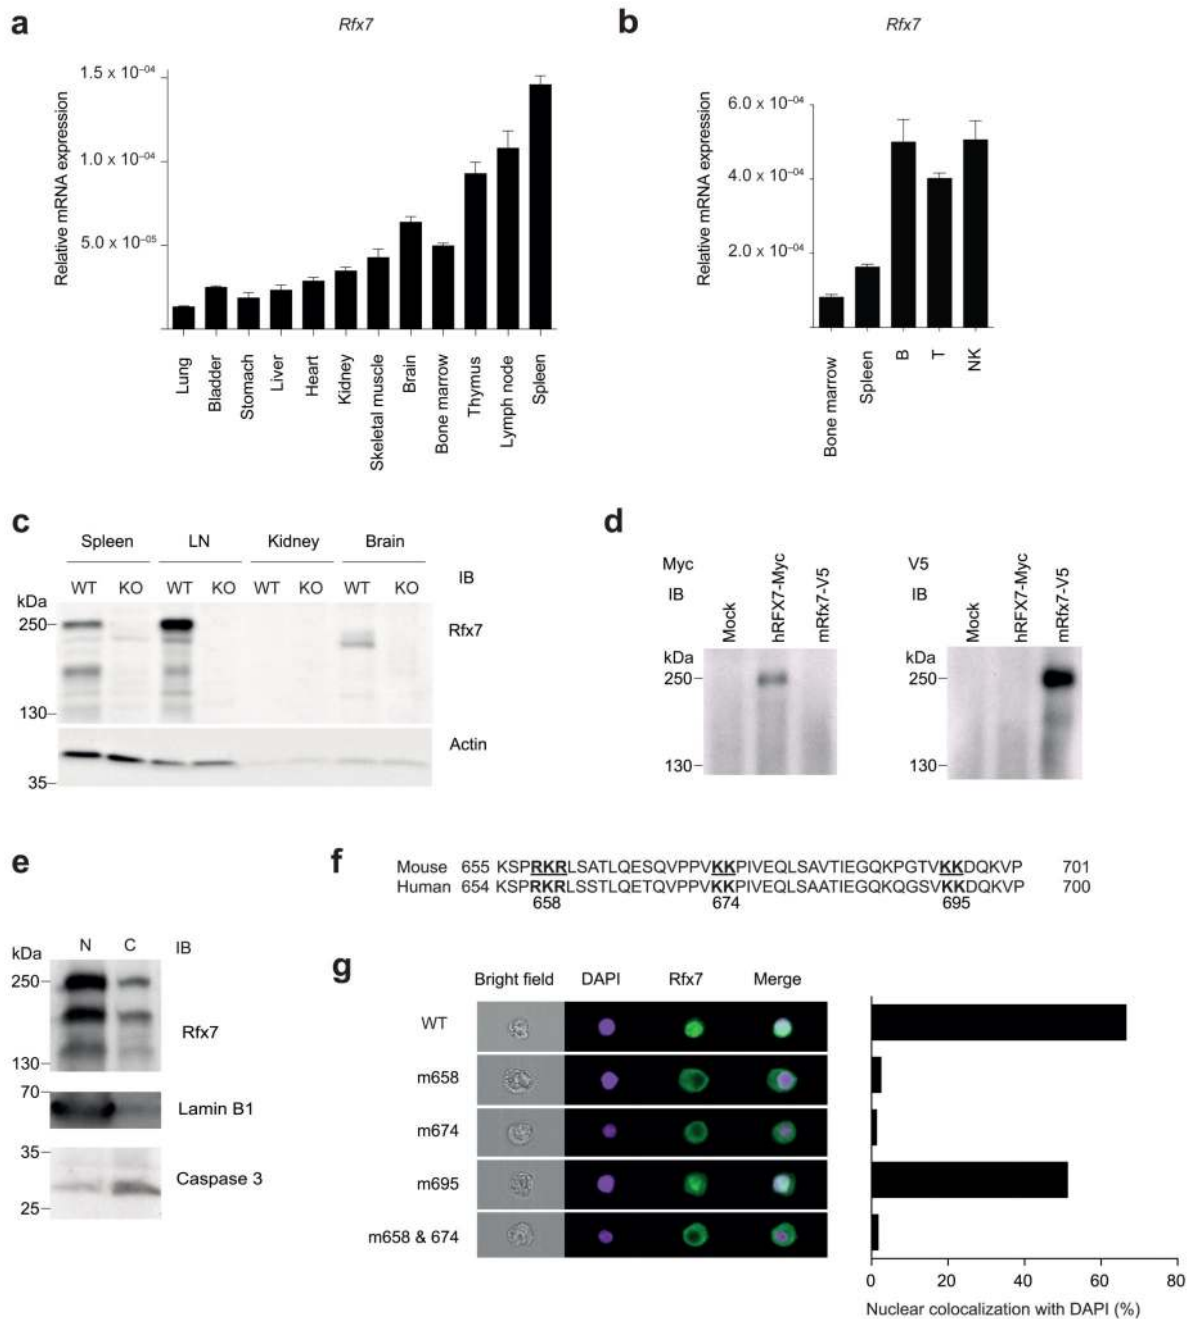 a
Rfx7
Relative mRNA expression
1.5 x 10⁻⁰⁴
1.0 x 10⁻⁰⁴
5.0 x 10⁻⁰⁵
Lung
Bladder
Stomach
Liver
Heart
Kidney
Skeletal muscle
Brain
Bone marrow
Thymus
Lymph node
Spleen
b
Rfx7
Relative mRNA expression
6.0 x 10⁻⁰⁴
4.0 x 10⁻⁰⁴
2.0 x 10⁻⁰⁴
Bone marrow
Spleen
B
T
NK
c
Spleen LN Kidney Brain
WT KO WT KO WT KO WT KO IB
kDa
250
130
Rfx7
35
Actin
d
Myc
IB
Mock
hRFX7-Myc
mRfx7-V5
kDa
250
130
V5
IB
Mock
hRFX7-Myc
mRfx7-V5
kDa
250
130
e
kDa N C IB
250
130
Rfx7
70
Lamin B1
35
25
Caspase 3
f
Mouse 655 KSPRKRLSATLQESQVPPVKKPIVEQLSAVTIEGQKPGTVKKDQKVP 701
Human 654 KSPRKRLSSTLQETQVPPVKKPIVEQLSAATIEGQKQGSVKKDQKVP 700
658 674 695
g
Bright field DAPI Rfx7 Merge
WT
m658
m674
m695
m658 & 674
0 20 40 60 80
Nuclear colocalization with DAPI (%)